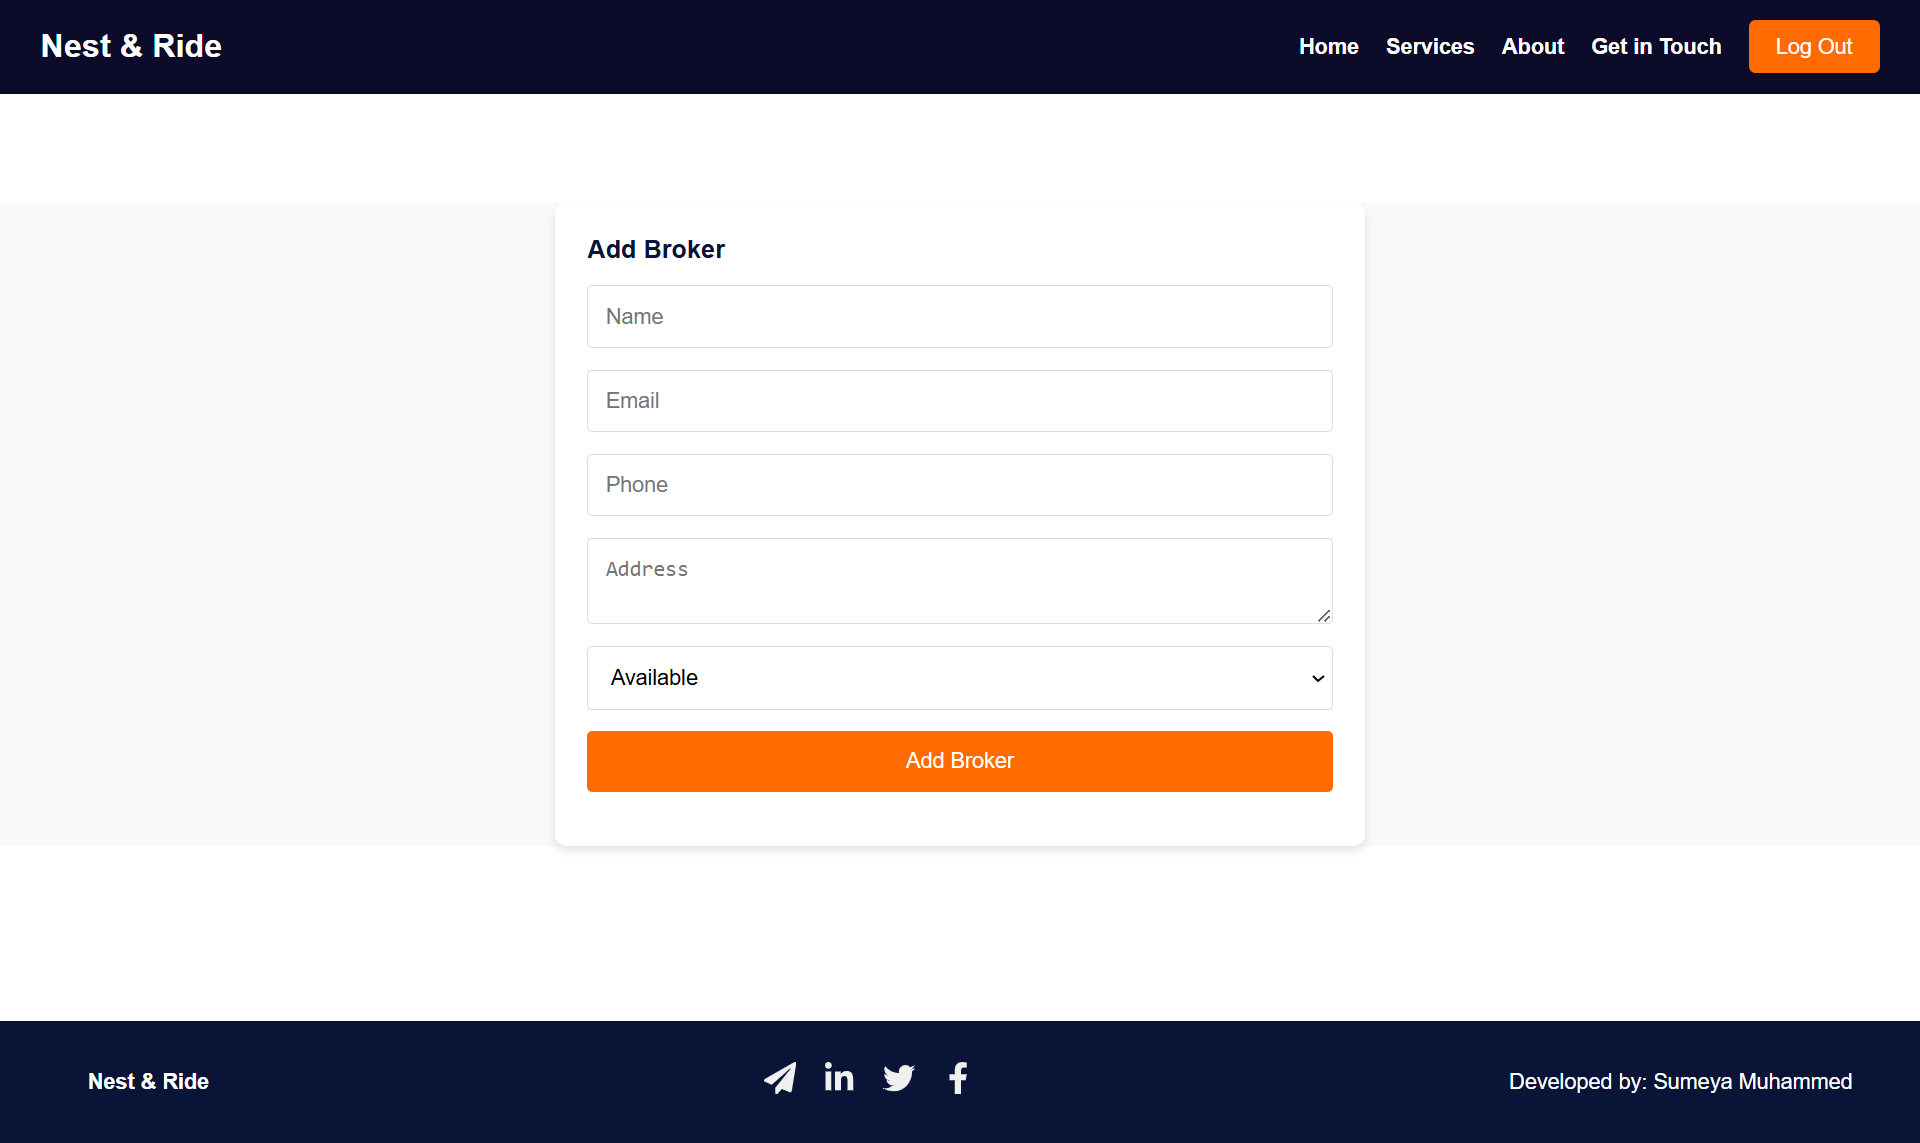 Nest & Ride
Home Services About Get in Touch Log Out
Add Broker
Name
Email
Phone
Address
Available
Add Broker
Nest & Ride
Developed by: Sumeya Muhammed